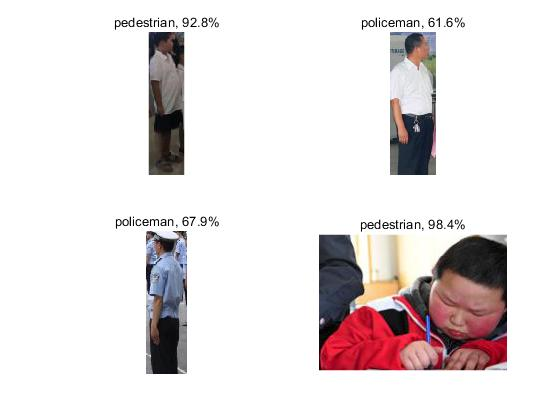 pedestrian, 92.8%
policeman, 61.6%
policeman, 67.9%
pedestrian, 98.4%